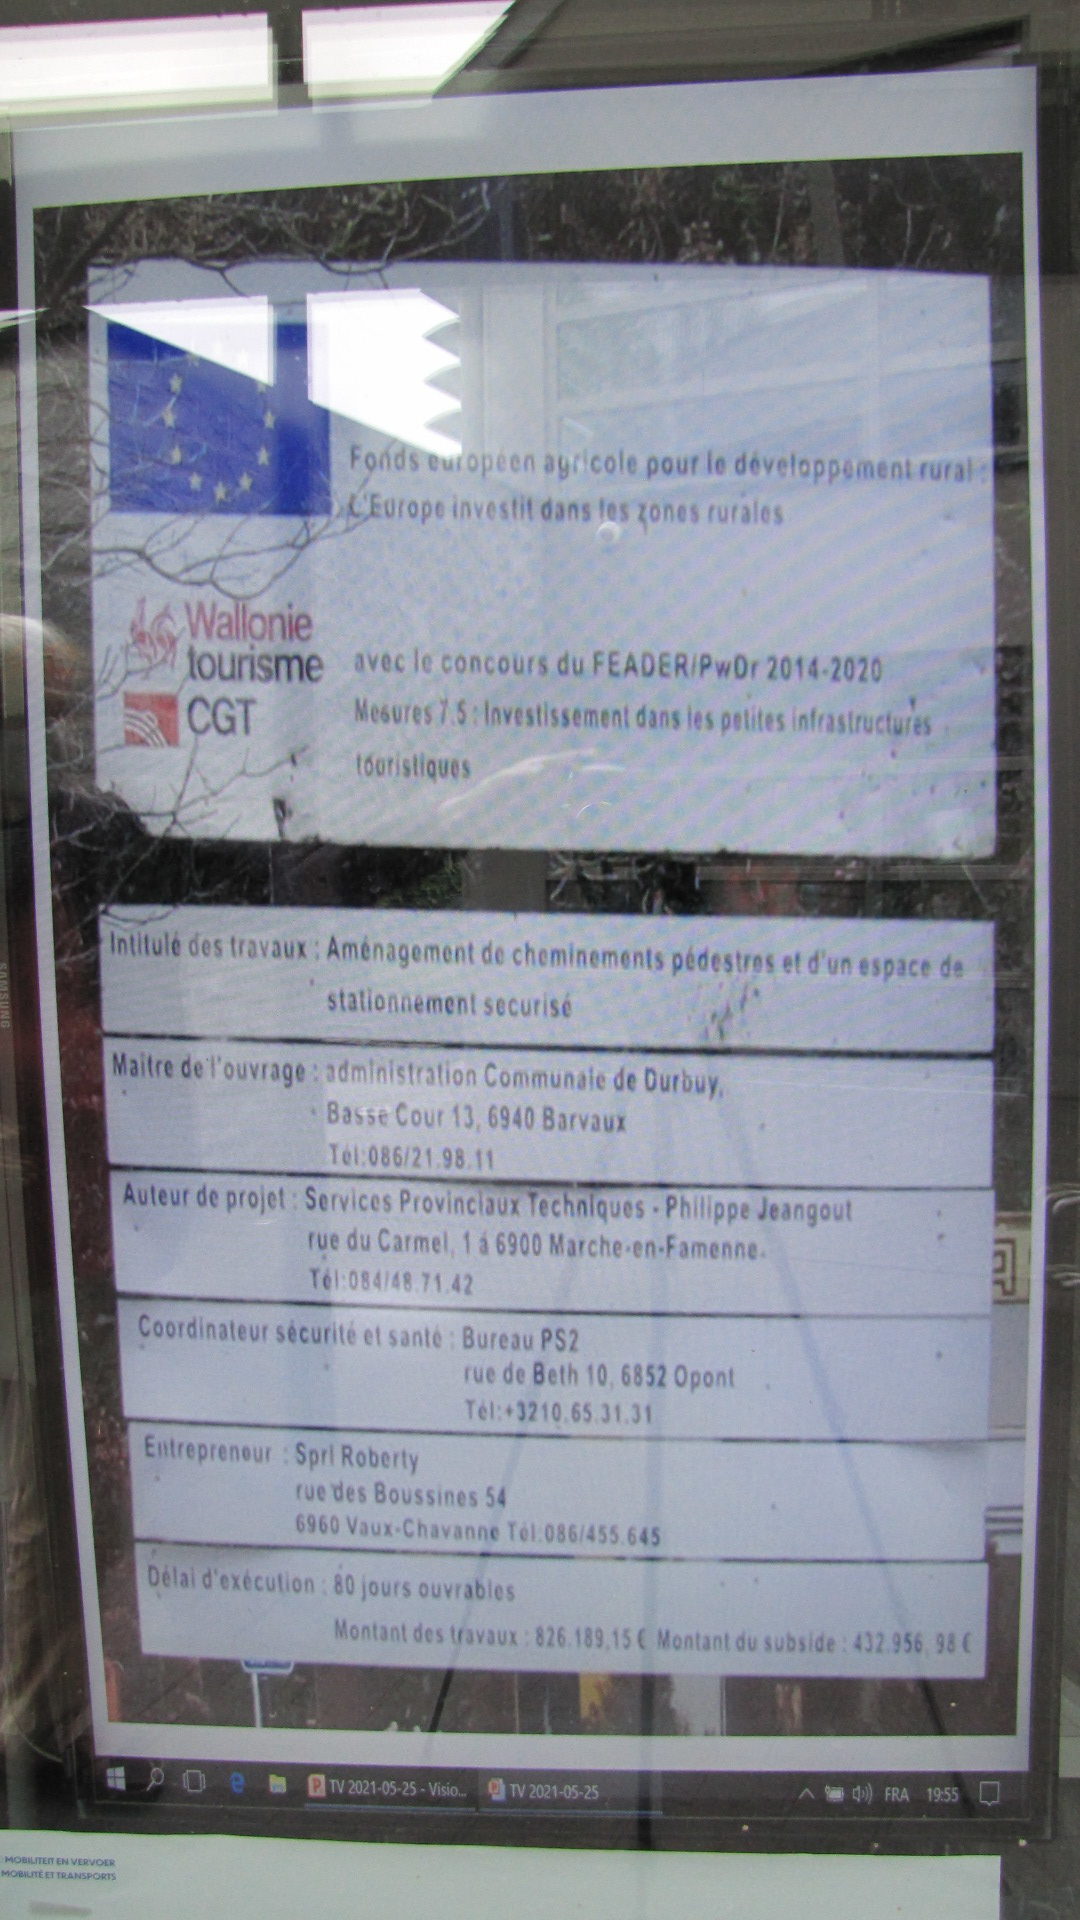 Fonds européen agricole pour le développement rural :
L'Europe investit dans les zones rurales
Wallonie
tourisme
CGT
avec le concours du FEADER/PwDr 2014-2020
Mesures 7.5 : Investissement dans les petites infrastructures
touristiques
Intitulé des travaux : Aménagement de cheminements pédestres et d'un espace de
stationnement securisé
Maître de l'ouvrage : administration Communale de Durbuy,
Basse Cour 13, 6940 Barvaux
Tél:086/21.98.11
Auteur de projet : Services Provinciaux Techniques - Philippe Jeangout
rue du Carmel, 1 à 6900 Marche-en-Famenne
Tél:084/48.71.42
Coordinateur sécurité et santé : Bureau PS2
rue de Beth 10, 6852 Opont
Tél:+3210.65.31.31
Entrepreneur : Sprl Roberty
rue des Boussines 54
6960 Vaux-Chavanne Tél:086/455.645
Délai d'exécution : 80 jours ouvrables
Montant des travaux : 826.189,15 € Montant du subside : 432.956, 98 €
TV 2021-05-25 - Visio... TV 2021-05-25 FRA 19:55
MOBILITEIT EN VERVOER
MOBILITÉ ET TRANSPORTS
SAMSUNG